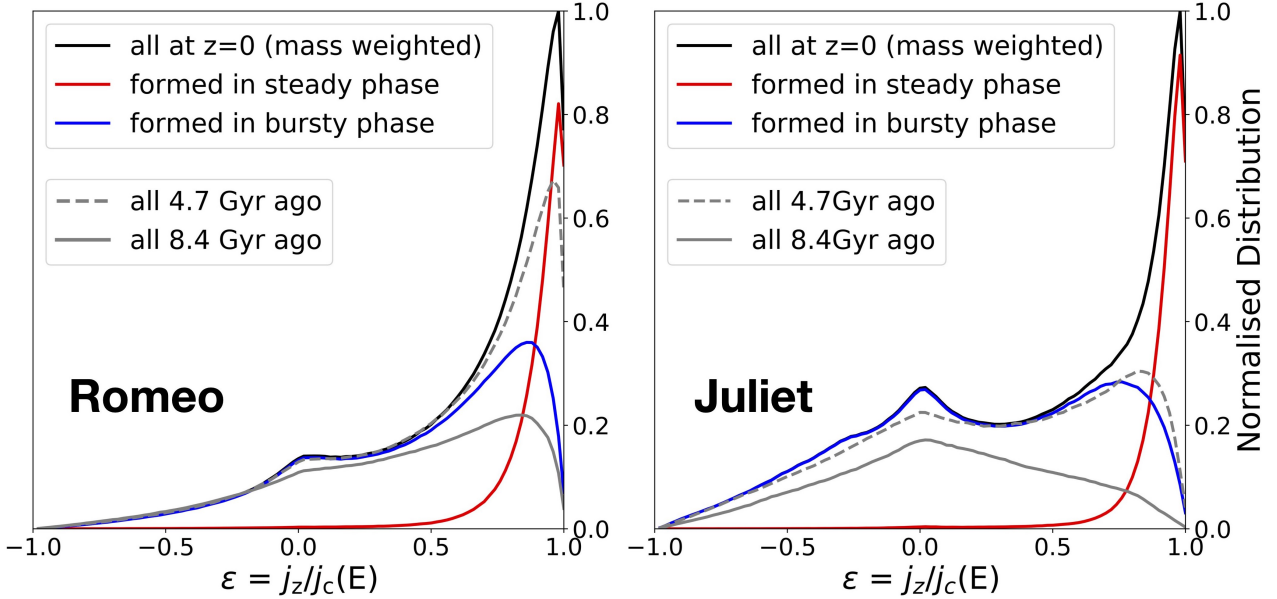 all at z=0 (mass weighted)
formed in steady phase
formed in bursty phase
all 4.7 Gyr ago
all 8.4 Gyr ago
Romeo
−1.0 −0.5 0.0 0.5 1.0
0.0
0.2
0.4
0.6
0.8
1.0
ε = jz/jc(E)
all at z=0 (mass weighted)
formed in steady phase
formed in bursty phase
all 4.7Gyr ago
all 8.4Gyr ago
Juliet
−1.0 −0.5 0.0 0.5 1.0
0.0
0.2
0.4
0.6
0.8
1.0
ε = jz/jc(E)
Normalised Distribution